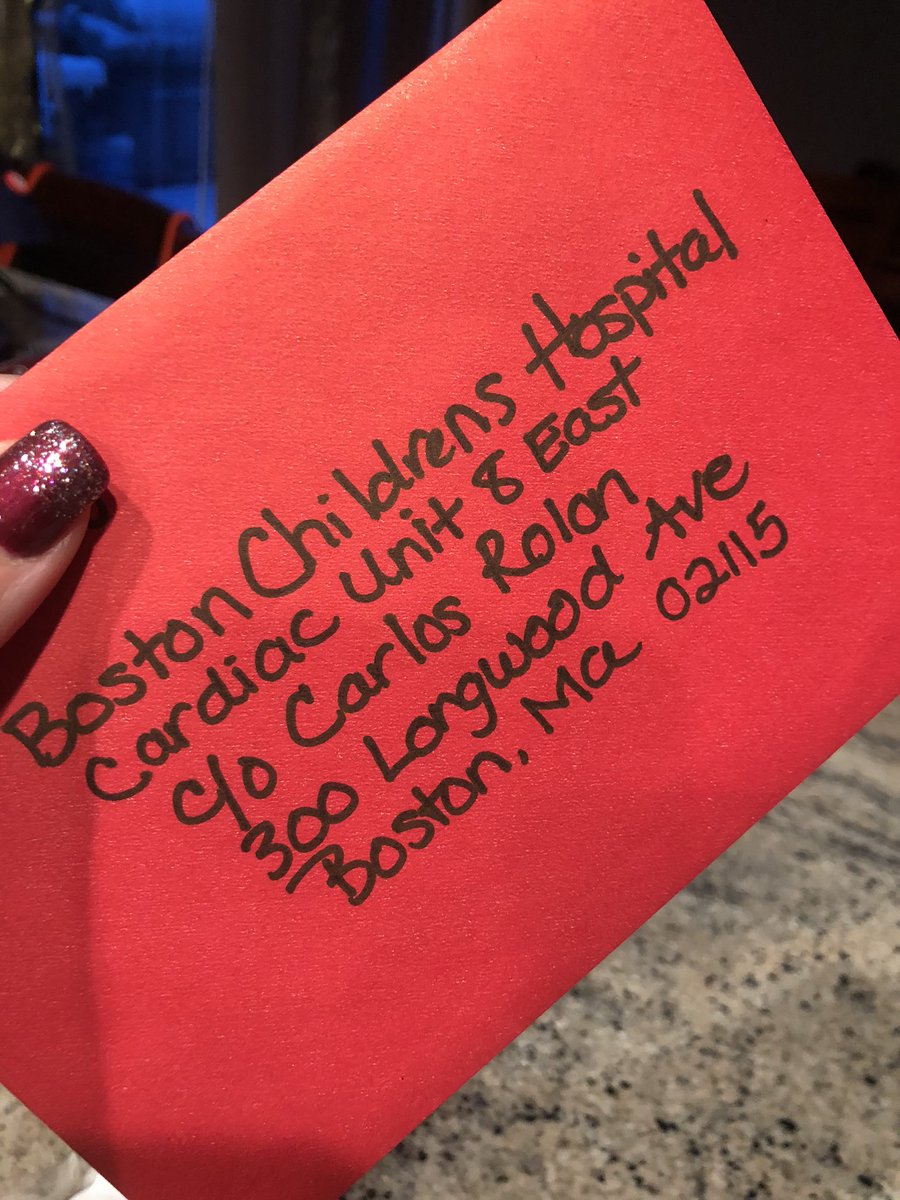 Boston Childrens Hospital
Cardiac Unit 8 East
c/o Carlos Rolon
300 Longwood Ave
Boston, Ma 02115